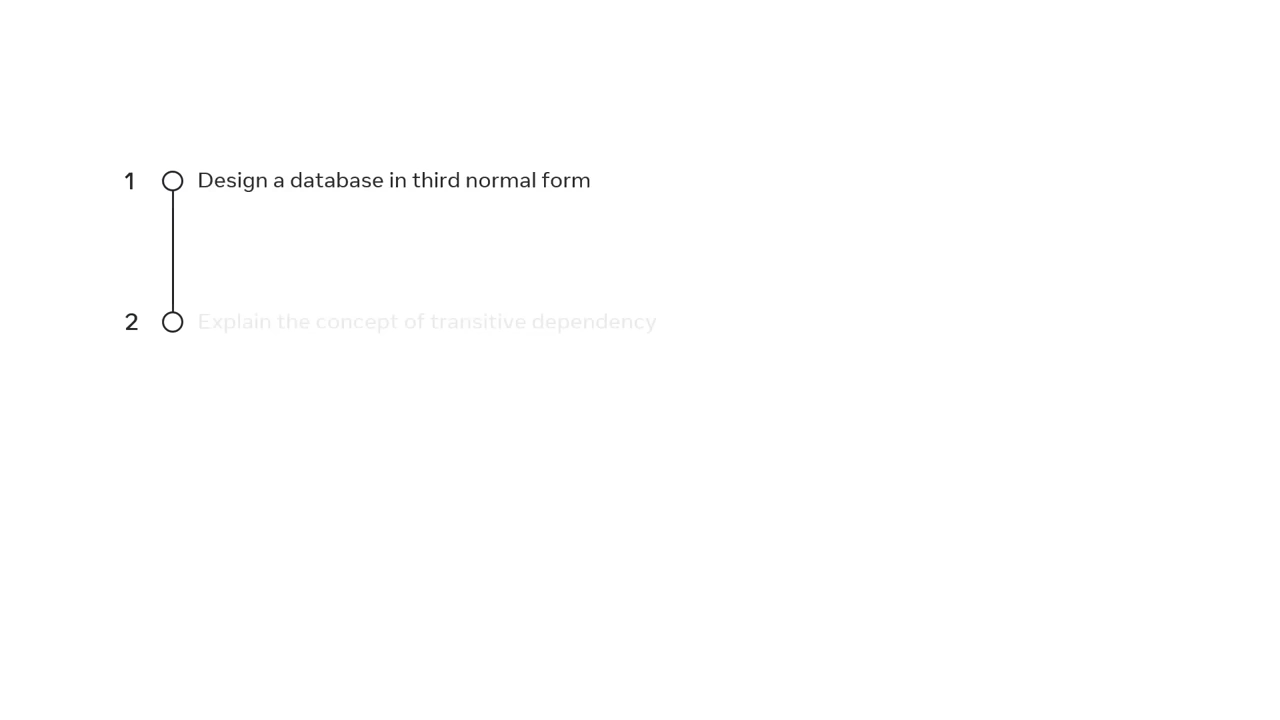 1 Design a database in third normal form
2 Explain the concept of transitive dependency